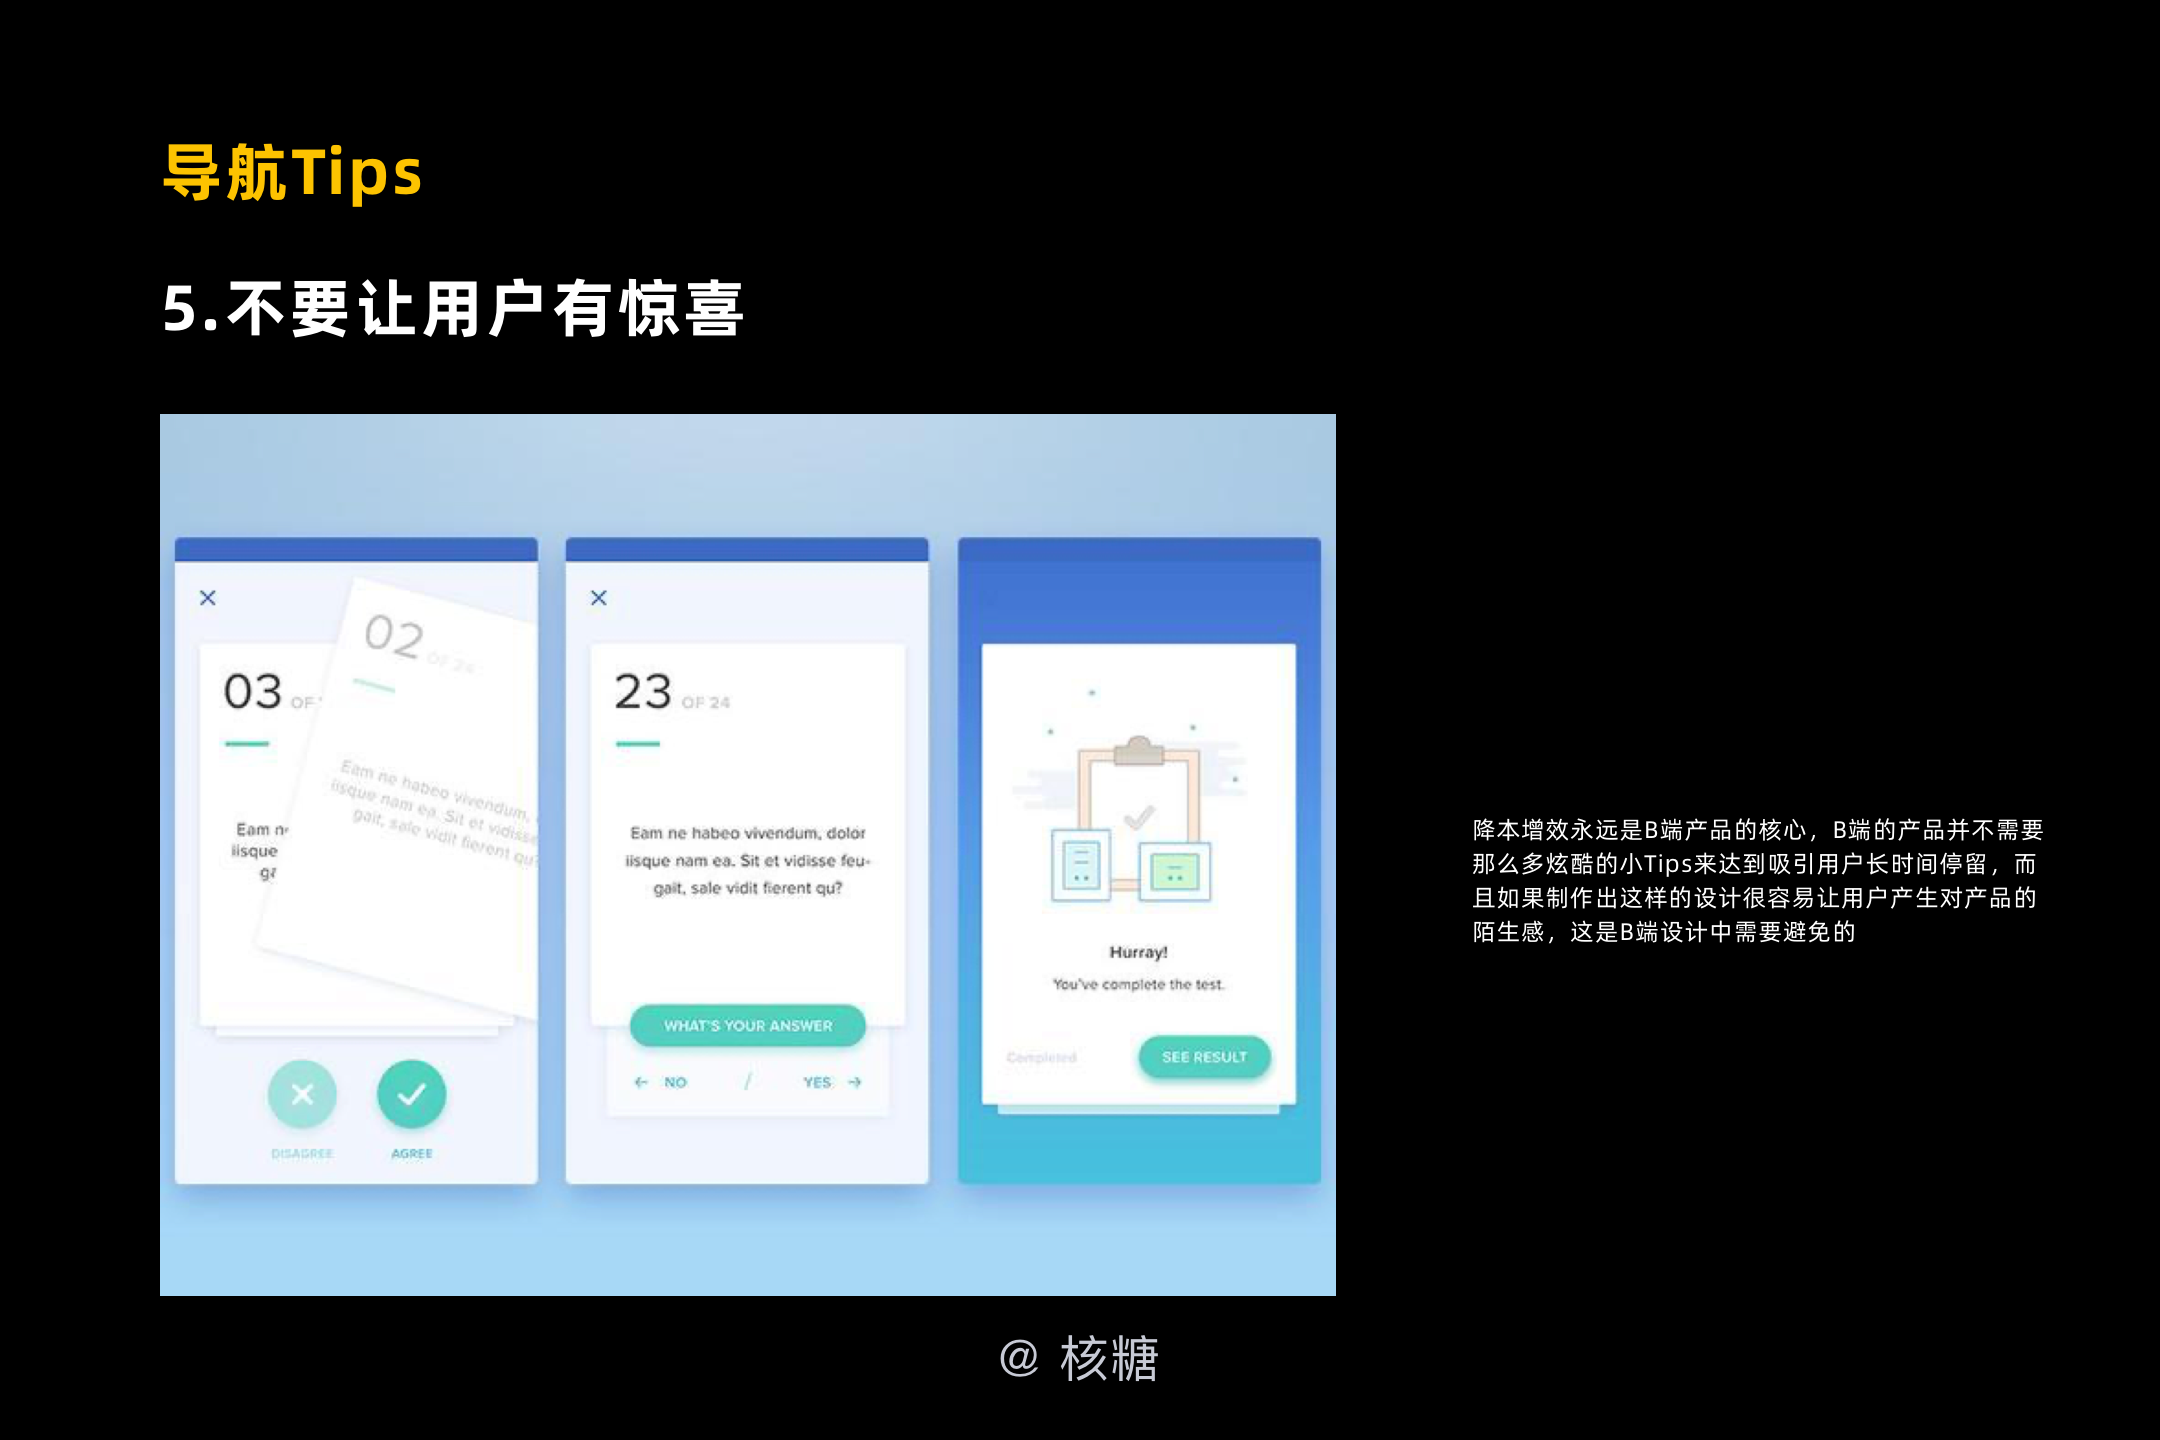 导航Tips
5.不要让用户有惊喜
03 OF
02 OF 24
Eam ne habeo vivendum,
iisque nam ea. Sit et vidisse
gait, sale vidit fierent qu?
Eam
iisque
DISAGREE
AGREE
23 OF 24
Eam ne habeo vivendum, dolor
iisque nam ea. Sit et vidisse feu-
gait, sale vidit fierent qu?
WHAT'S YOUR ANSWER
← NO / YES →
Hurray!
You've complete the test.
Completed
SEE RESULT
降本增效永远是B端产品的核心，B端的产品并不需要
那么多炫酷的小Tips来达到吸引用户长时间停留，而
且如果制作出这样的设计很容易让用户产生对产品的
陌生感，这是B端设计中需要避免的
@ 核糖